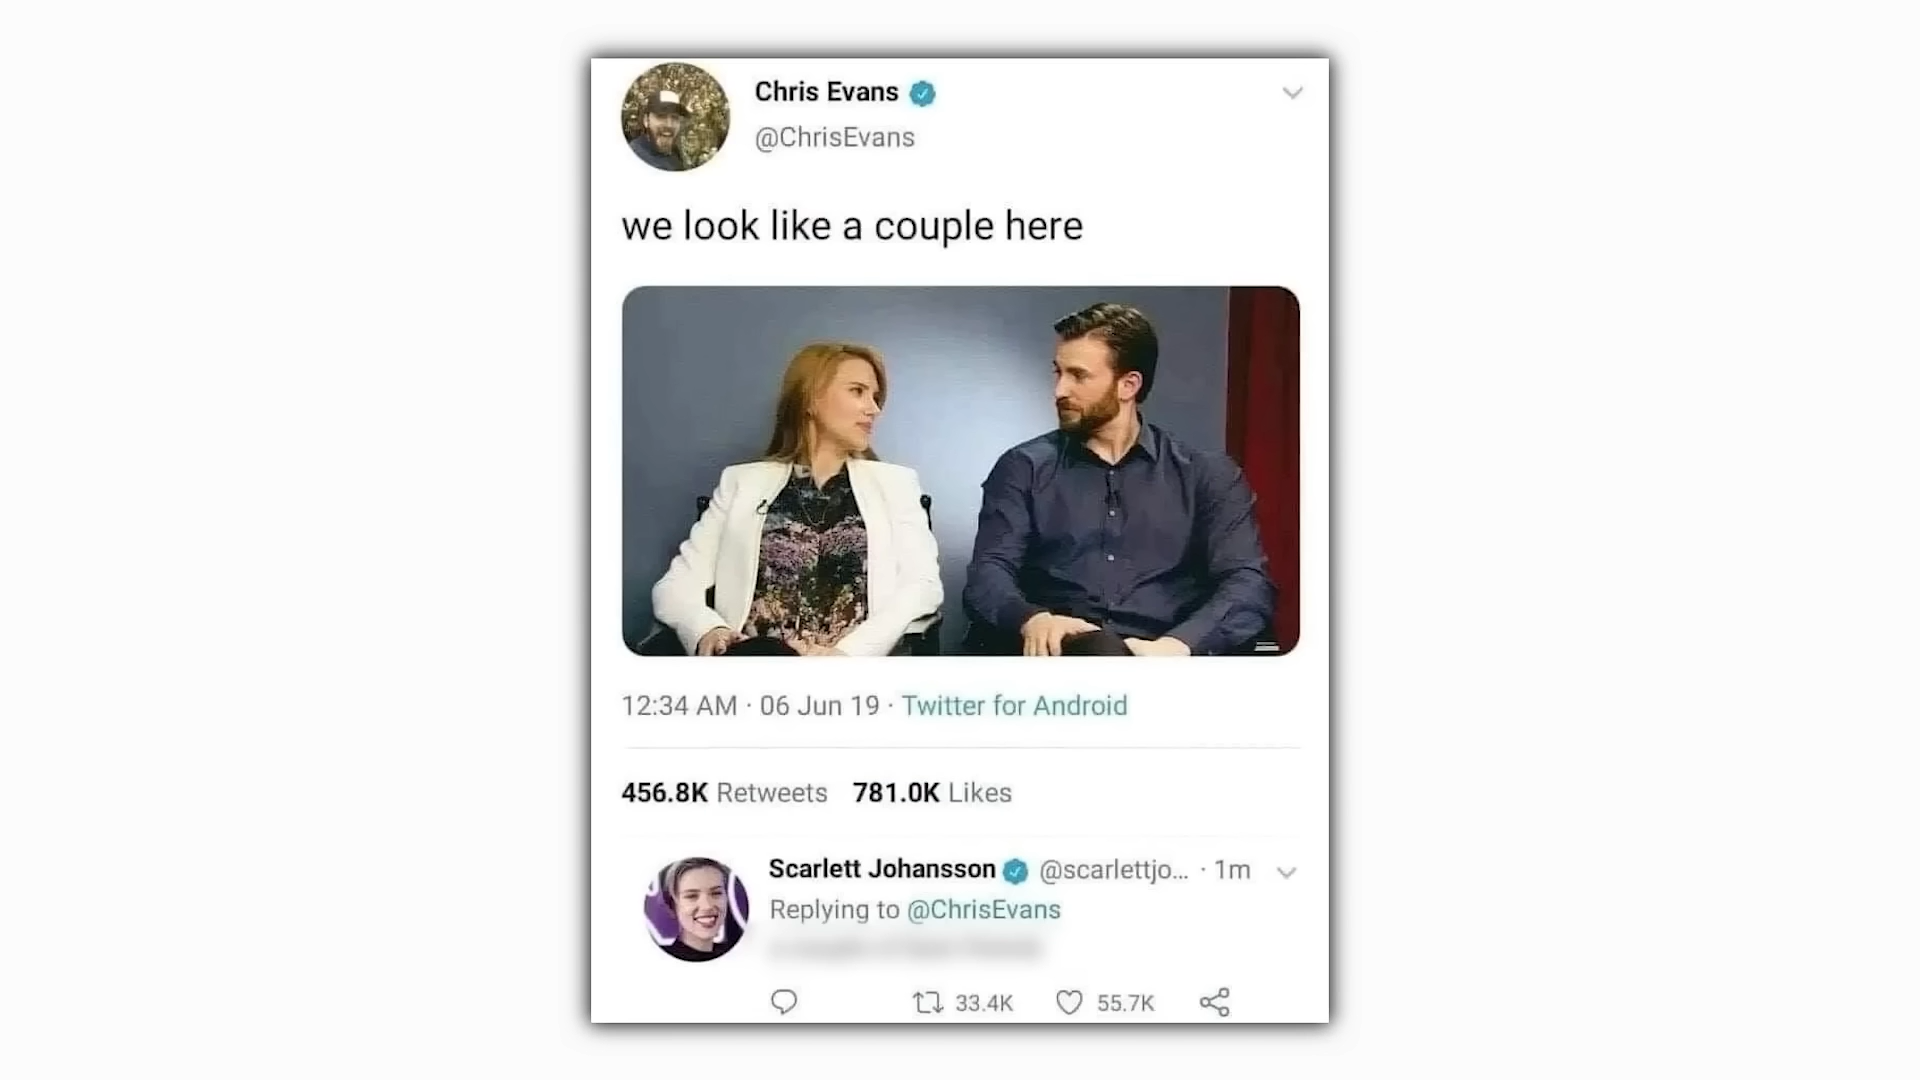 Chris Evans
@ChrisEvans
we look like a couple here
12:34 AM · 06 Jun 19 · Twitter for Android
456.8K Retweets 781.0K Likes
Scarlett Johansson @scarlettjo... · 1m
Replying to @ChrisEvans
33.4K 55.7K